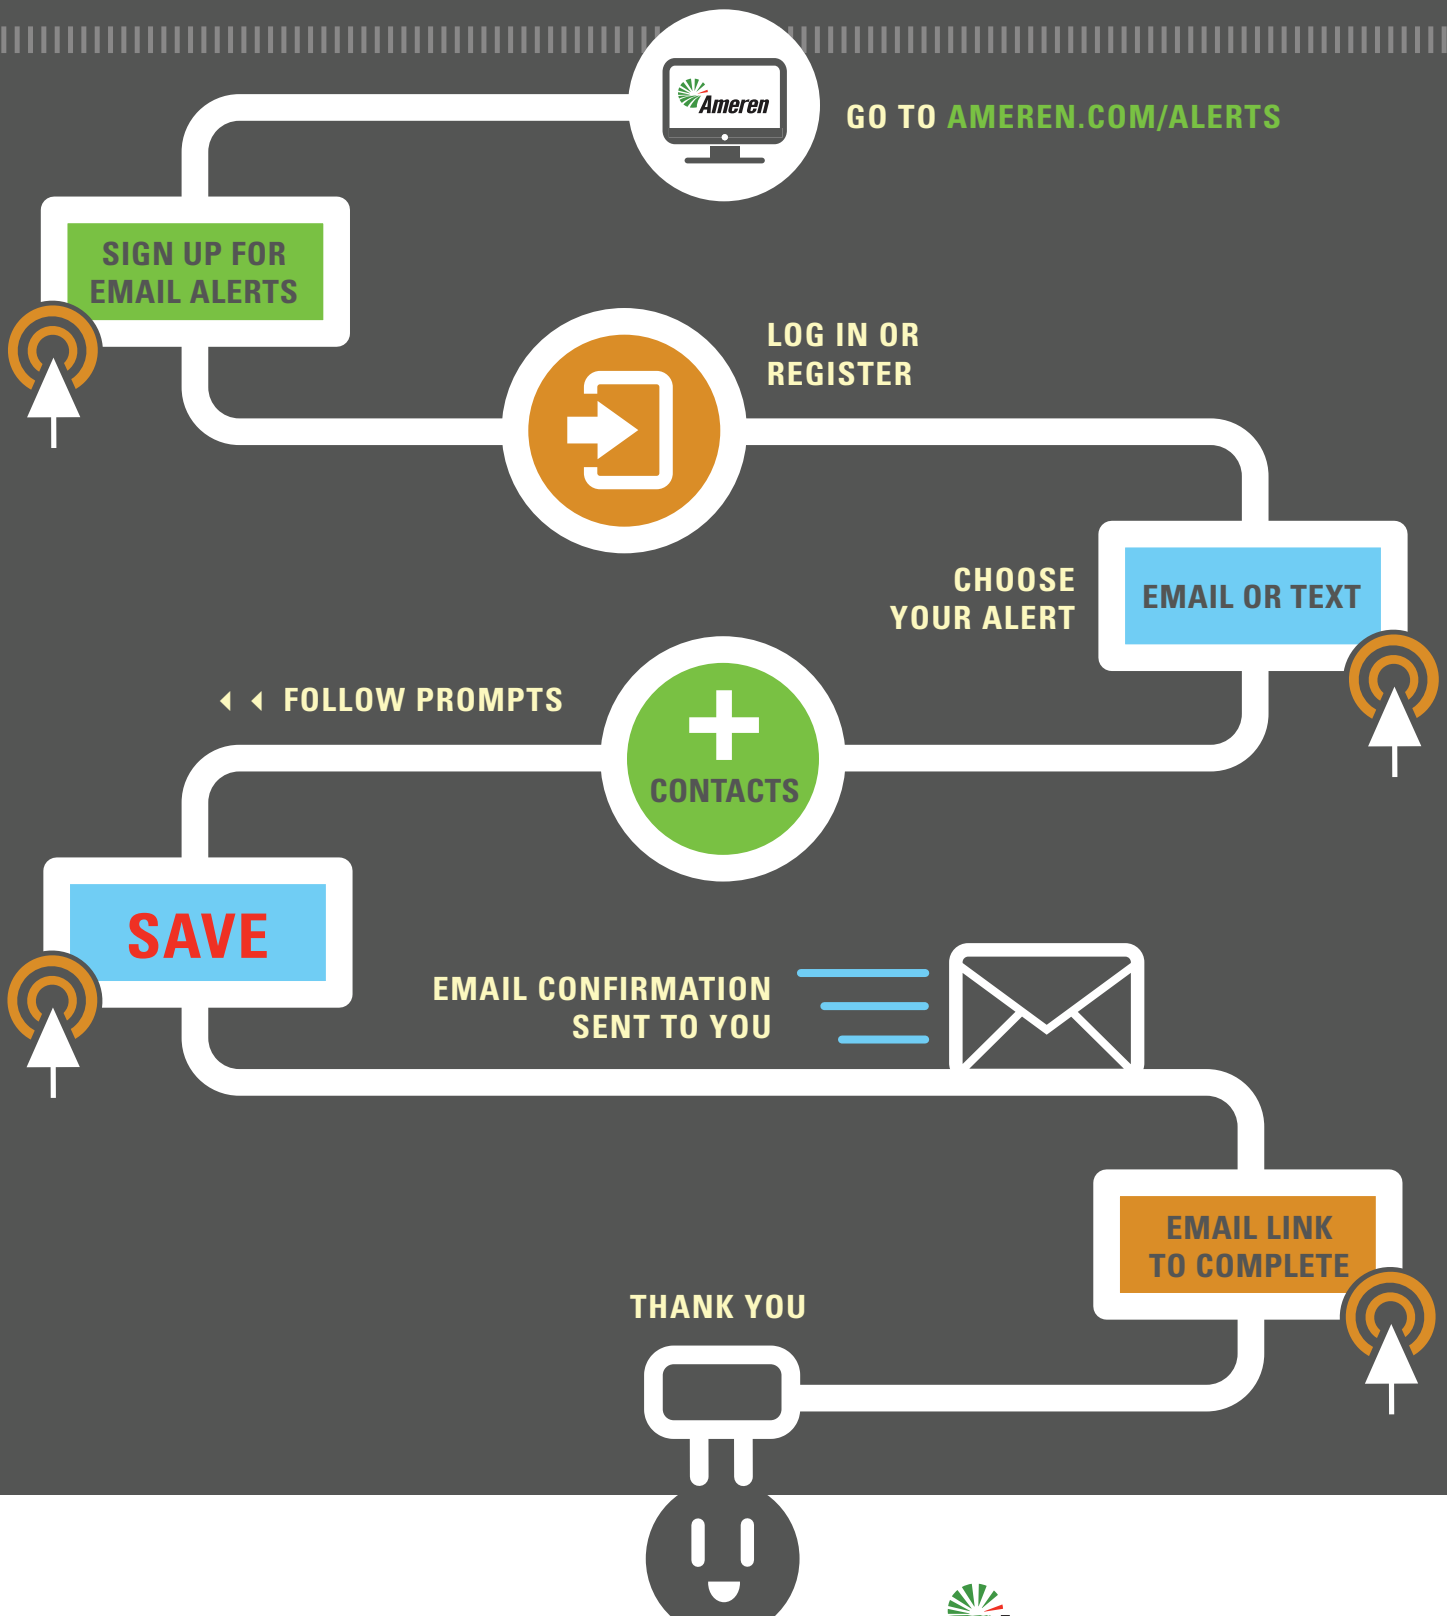 Ameren
GO TO AMEREN.COM/ALERTS
SIGN UP FOR
EMAIL ALERTS
LOG IN OR
REGISTER
CHOOSE
YOUR ALERT
EMAIL OR TEXT
FOLLOW PROMPTS
CONTACTS
SAVE
EMAIL CONFIRMATION
SENT TO YOU
EMAIL LINK
TO COMPLETE
THANK YOU